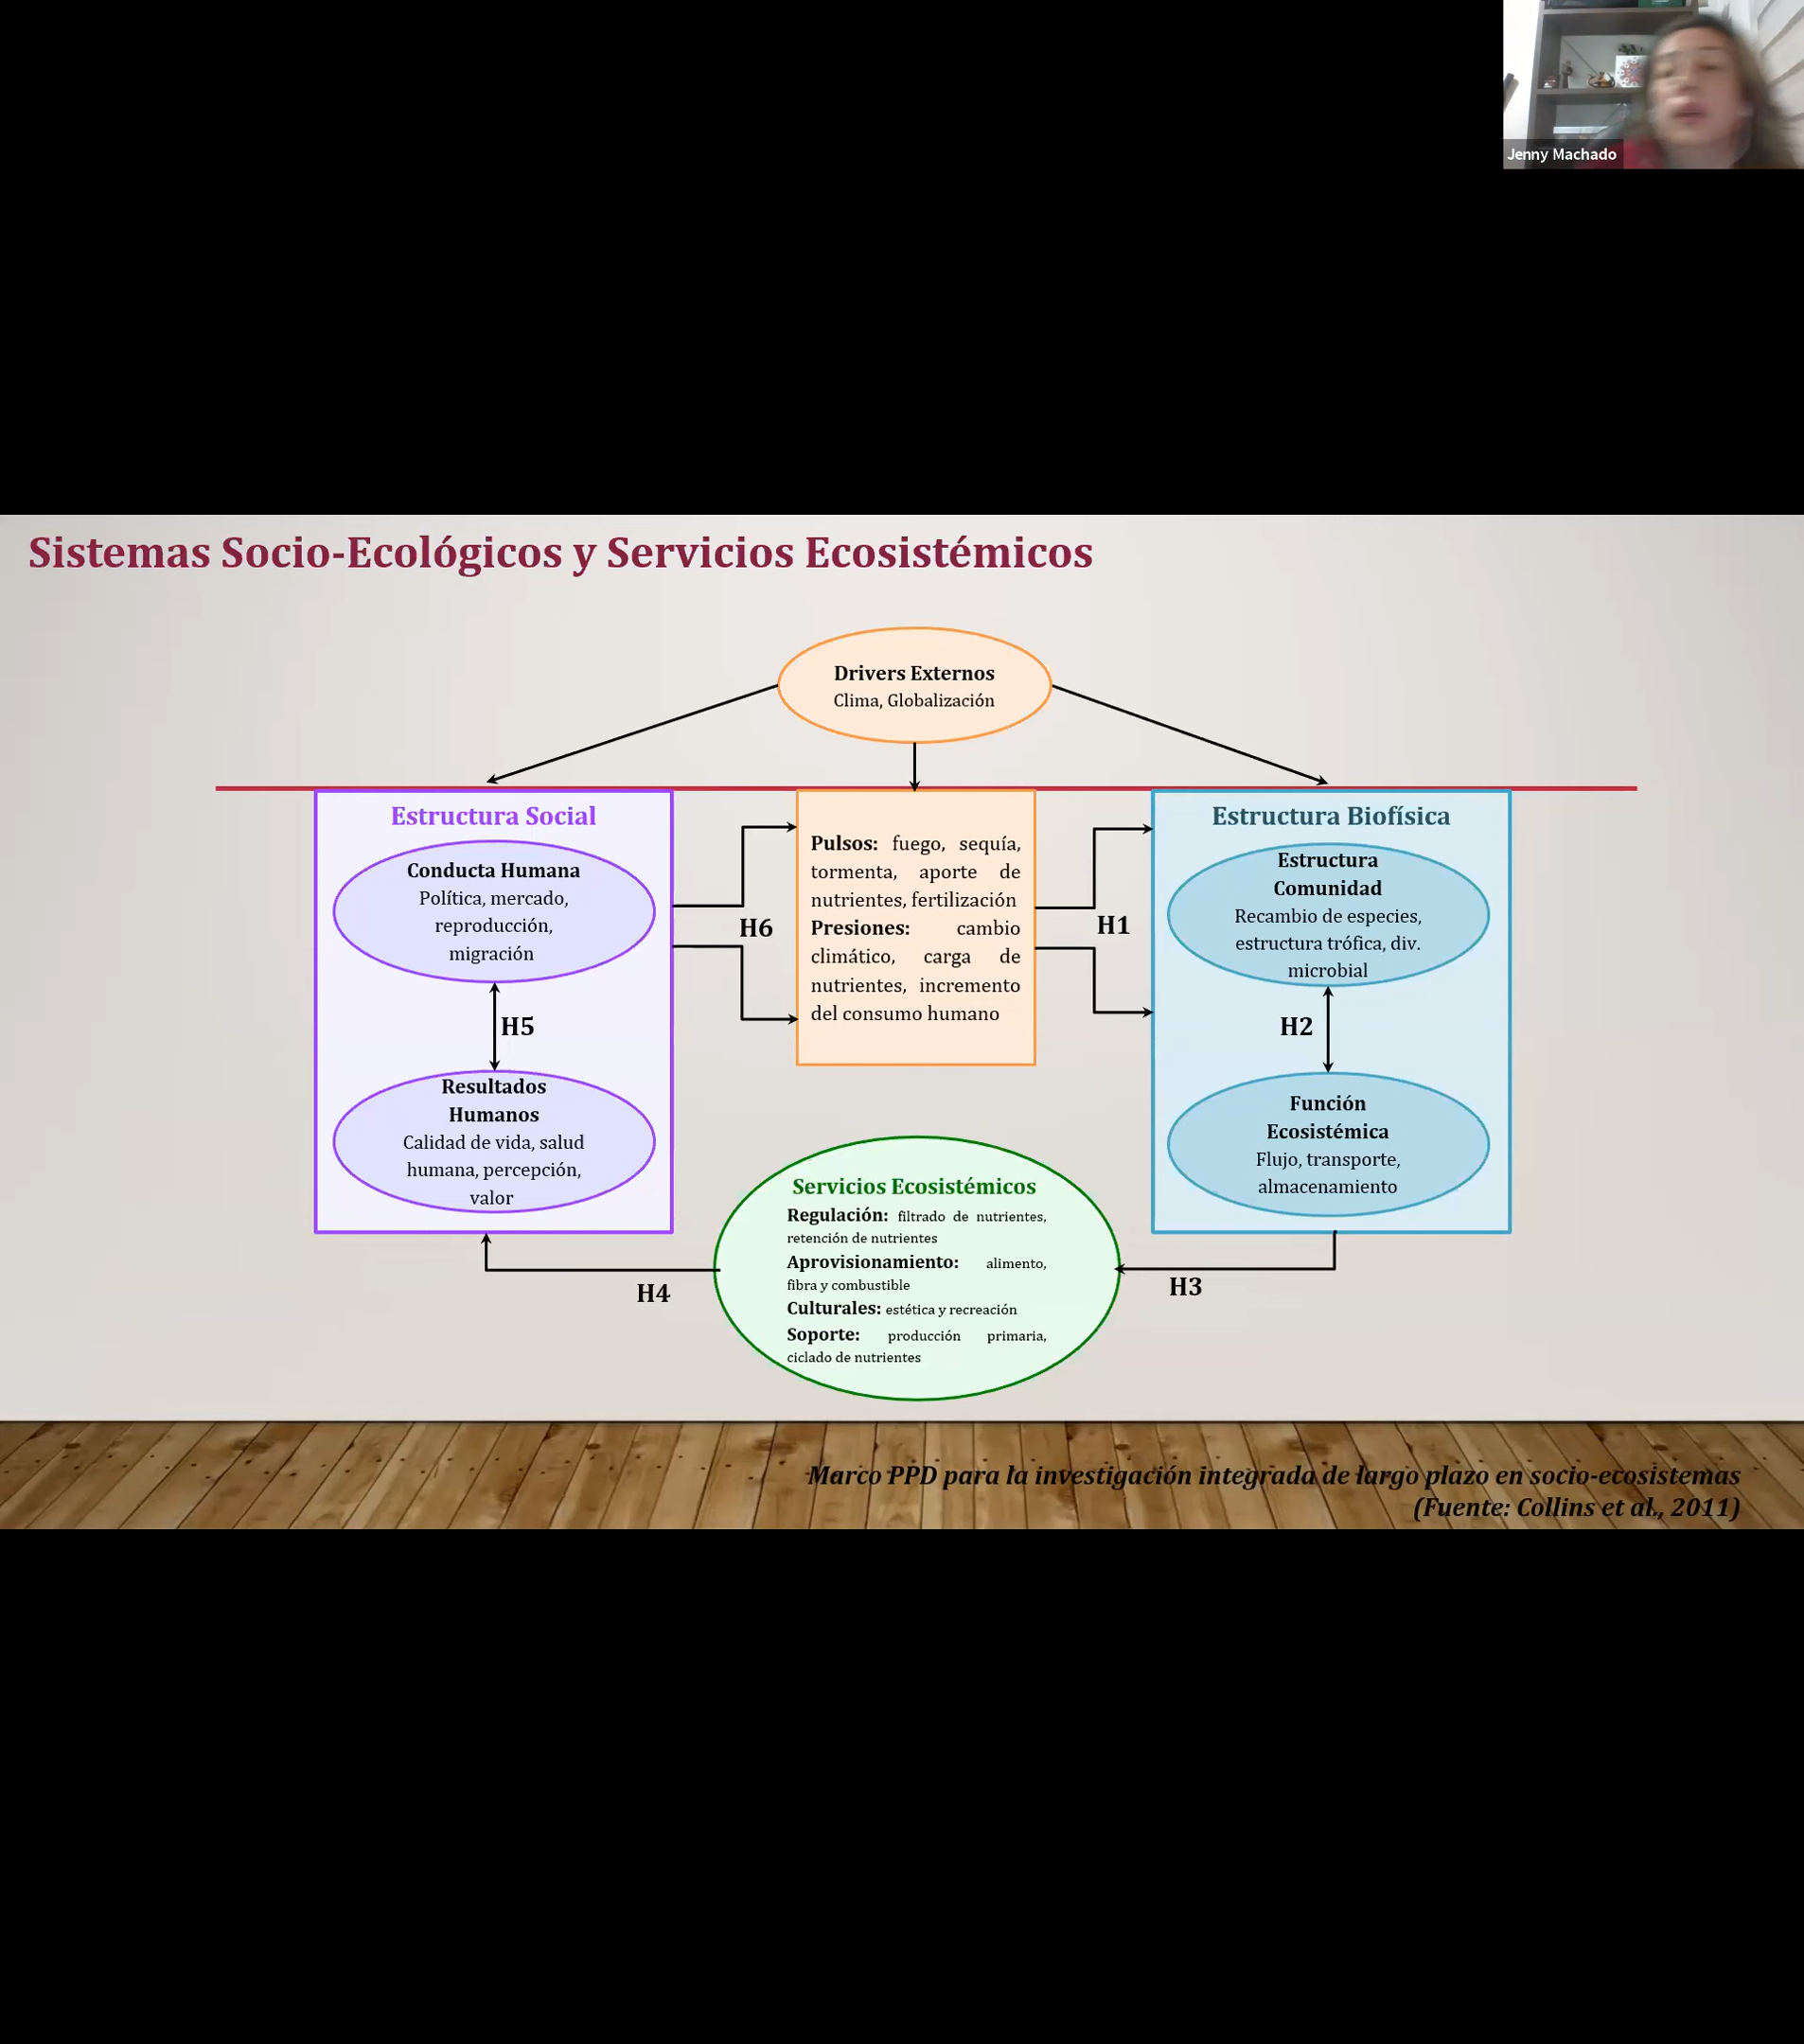 Jenny Machado
Sistemas Socio-Ecológicos y Servicios Ecosistémicos
Drivers Externos
Clima, Globalización
Estructura Social
Conducta Humana
Política, mercado,
reproducción,
migración
H5
Resultados
Humanos
Calidad de vida, salud
humana, percepción,
valor
H6
Pulsos: fuego, sequía,
tormenta, aporte de
nutrientes, fertilización
Presiones: cambio
climático, carga de
nutrientes, incremento
del consumo humano
H1
Estructura Biofísica
Estructura
Comunidad
Recambio de especies,
estructura trófica, div.
microbial
H2
Función
Ecosistémica
Flujo, transporte,
almacenamiento
H3
Servicios Ecosistémicos
Regulación: filtrado de nutrientes,
retención de nutrientes
Aprovisionamiento: alimento,
fibra y combustible
Culturales: estética y recreación
Soporte: producción primaria,
ciclado de nutrientes
H4
Marco PPD para la investigación integrada de largo plazo en socio-ecosistemas
(Fuente: Collins et al., 2011)